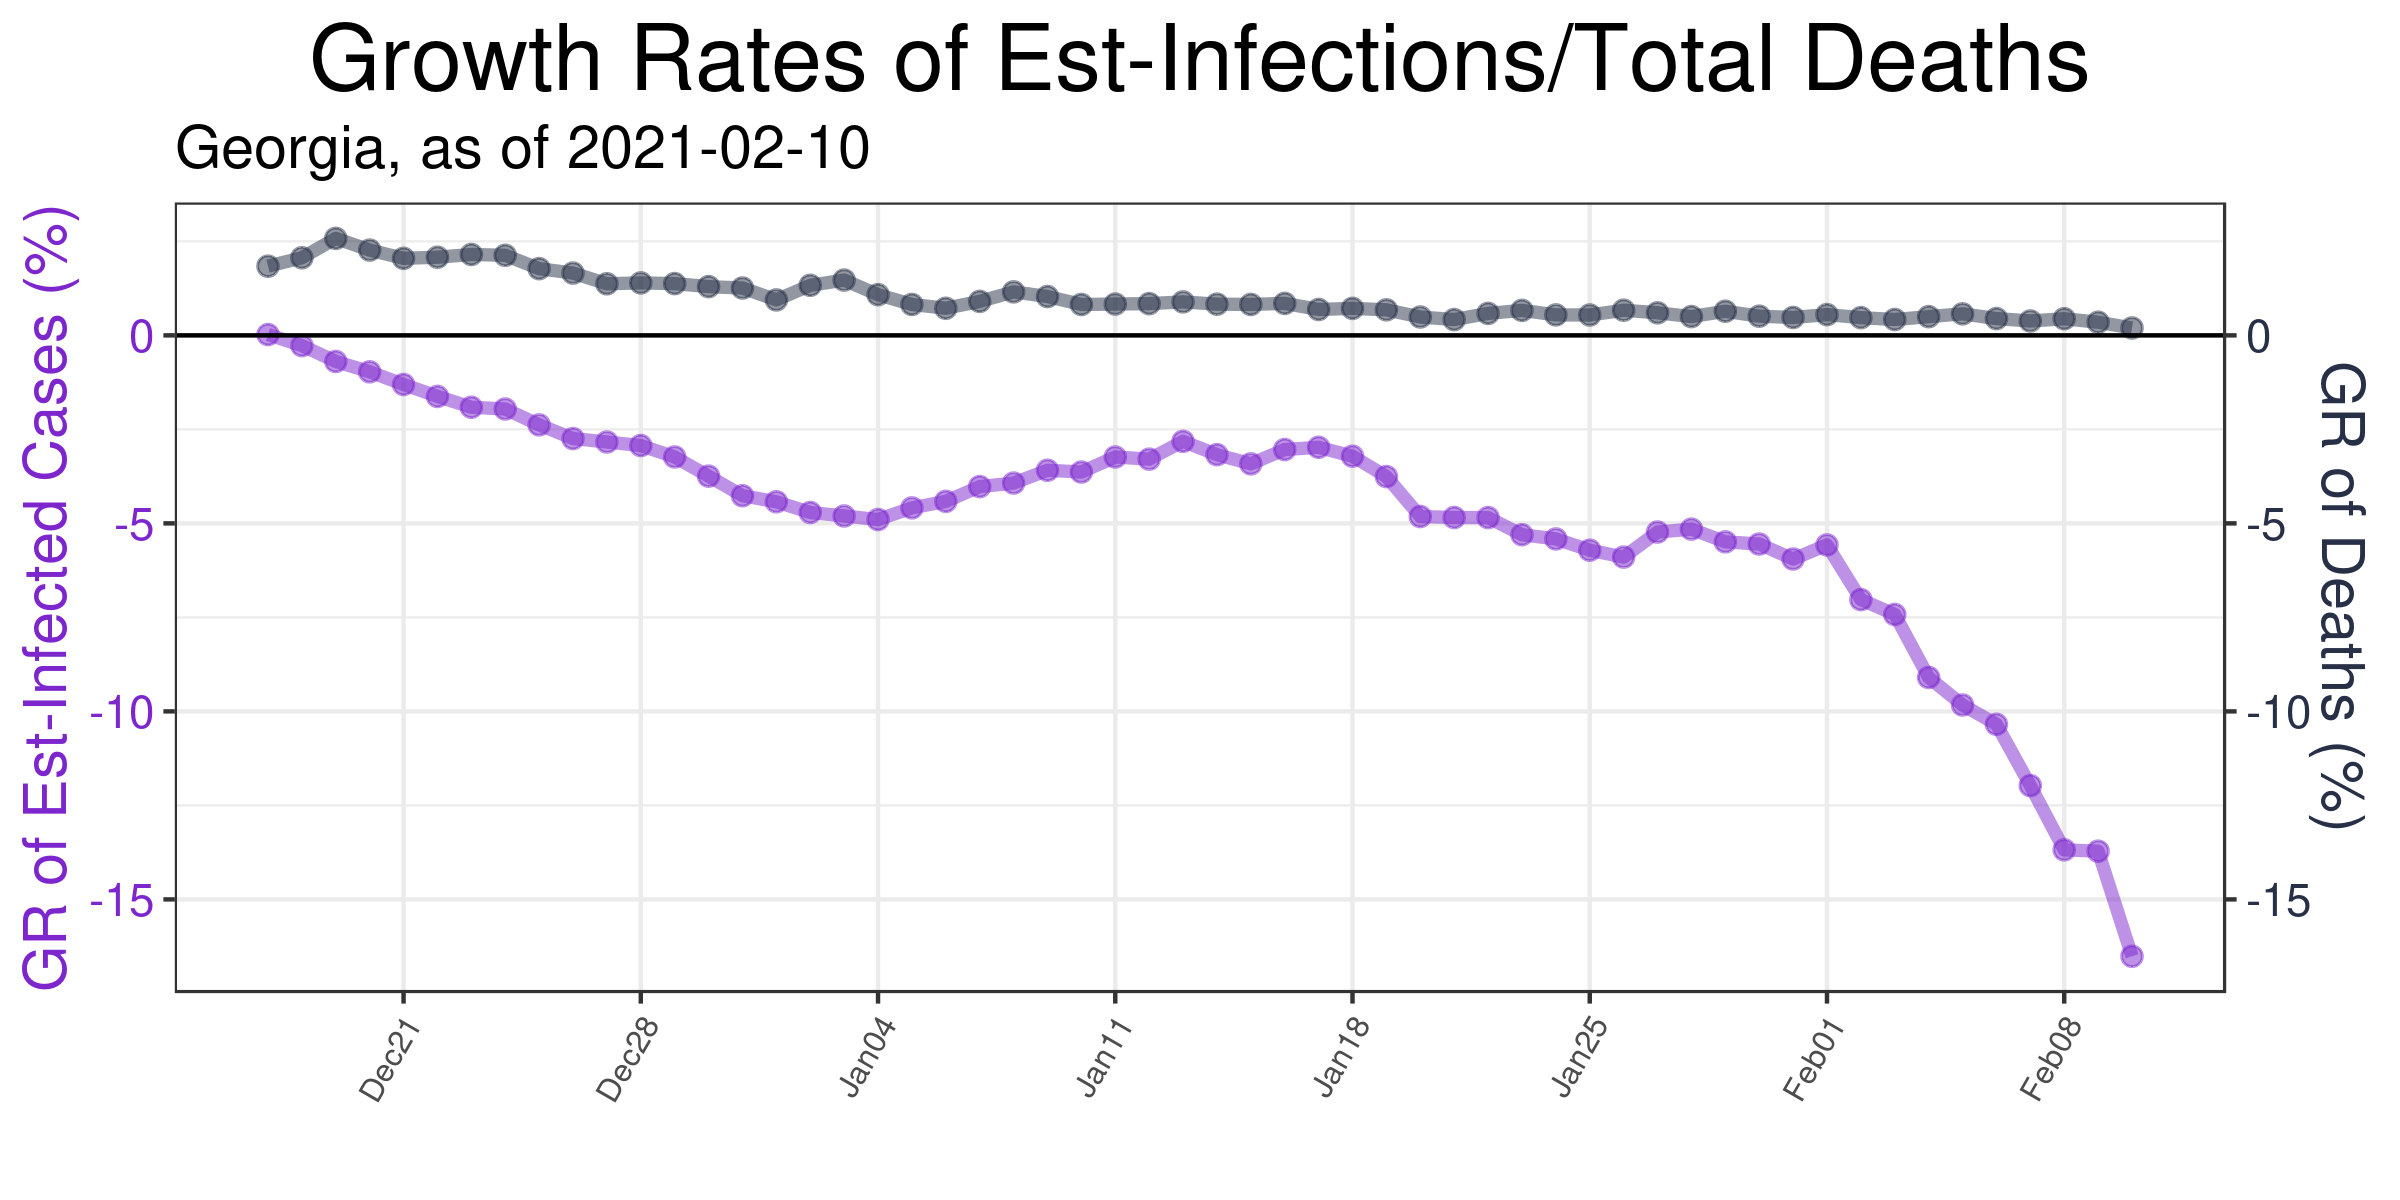 Growth Rates of Est-Infections/Total Deaths
Georgia, as of 2021-02-10
GR of Est-Infected Cases (%)
0
-5
-10
-15
0
-5
-10
-15
GR of Deaths (%)
Dec21
Dec28
Jan04
Jan11
Jan18
Jan25
Feb01
Feb08